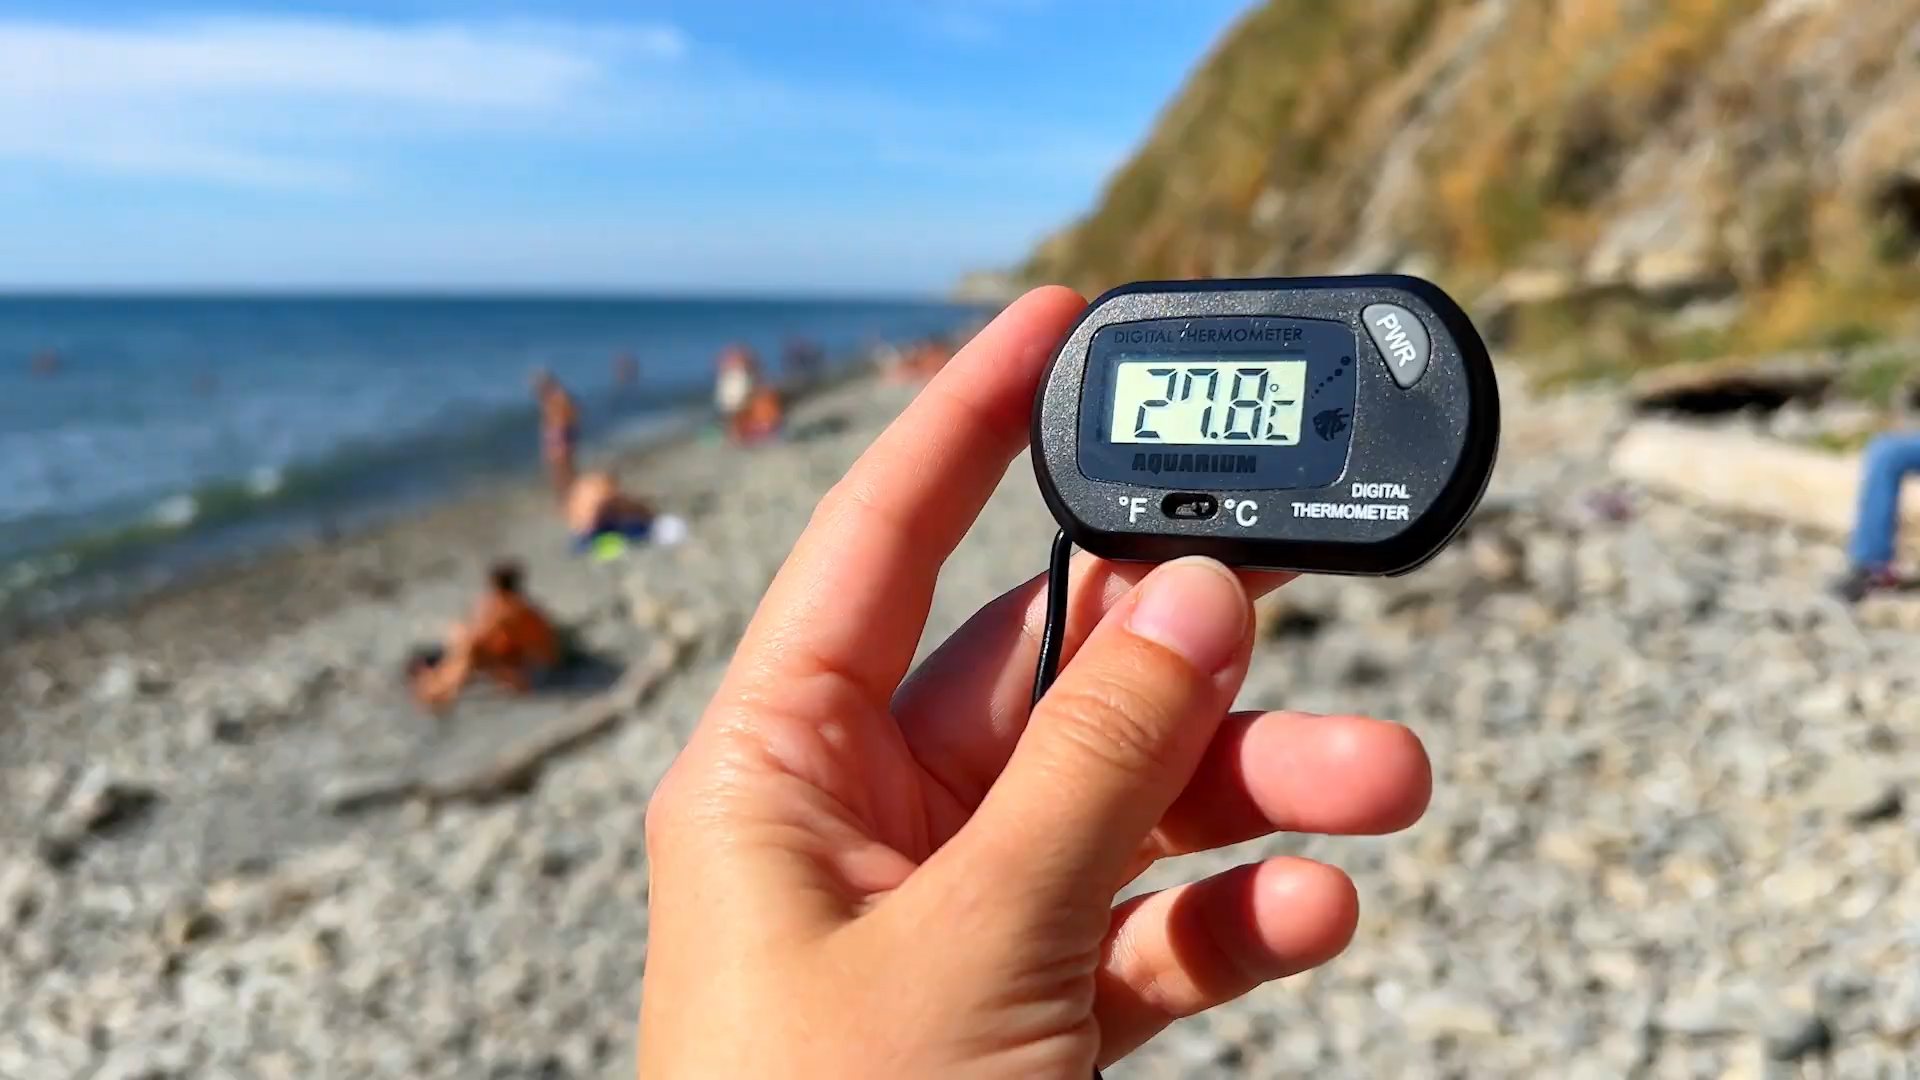 DIGITAL THERMOMETER
PWR
27.8°C
AQUARIUM
°F °C
DIGITAL
THERMOMETER